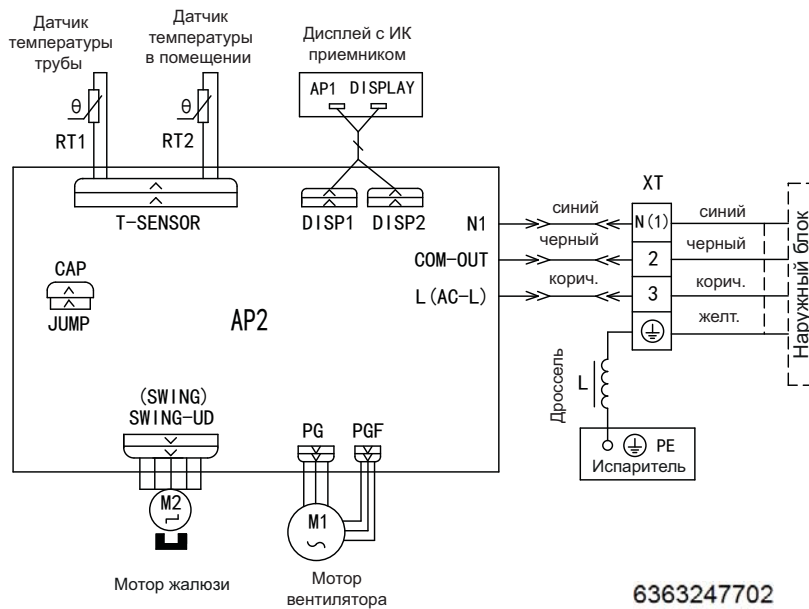 Датчик
температуры
трубы
Датчик
температуры
в помещении
Дисплей с ИК
приемником
AP1 DISPLAY
θ
RT1
θ
RT2
T-SENSOR
DISP1 DISP2
N1
COM-OUT
L(AC-L)
CAP
JUMP
AP2
(SWING)
SWING-UD
PG PGF
M2
M1
Мотор жалюзи
Мотор
вентилятора
синий
черный
корич.
XT
N(1)
2
3
синий
черный
корич.
желт.
Наружный блок
Дроссель
L
PE
Испаритель
6363247702